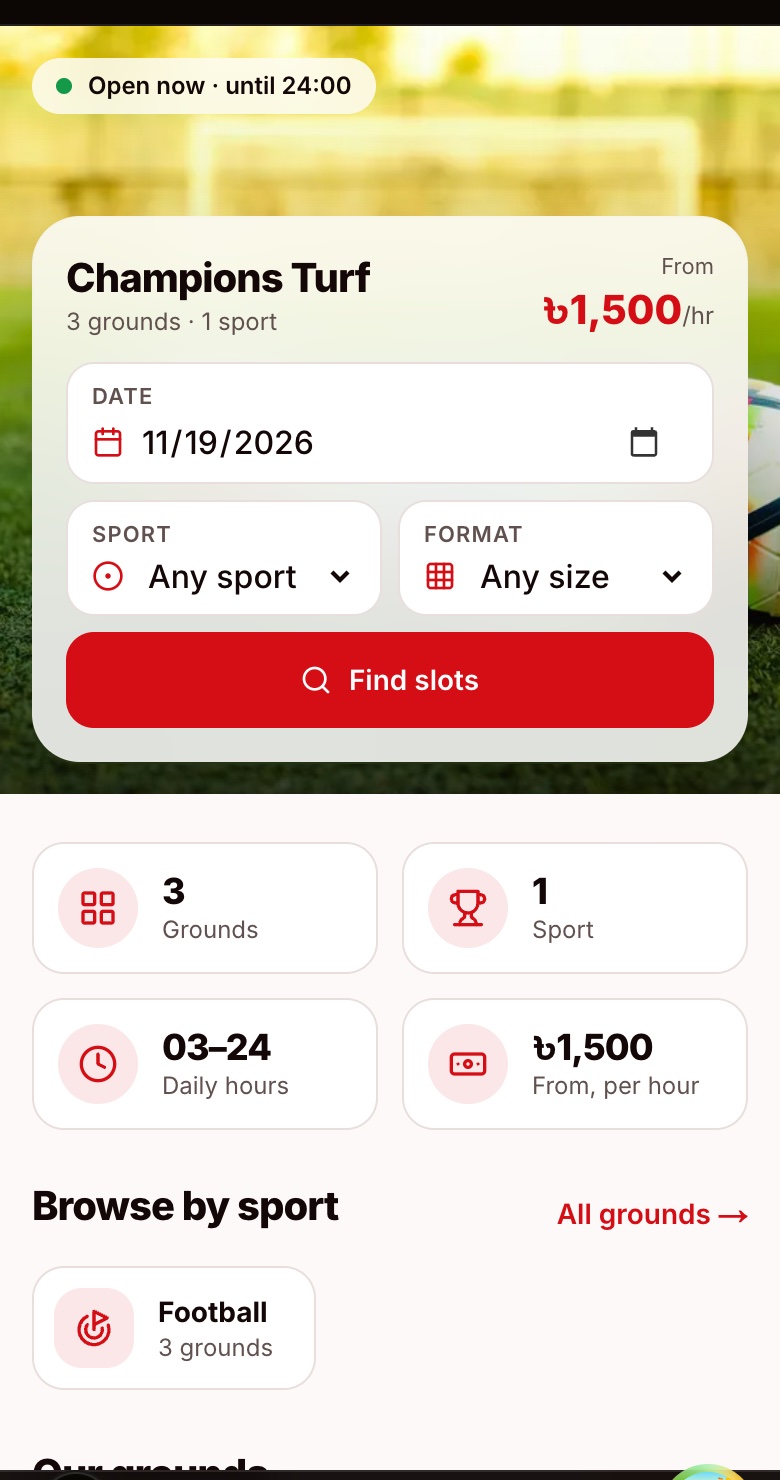 Open now · until 24:00
Champions Turf
From
3 grounds · 1 sport
৳1,500/hr
DATE
11/19/2026
SPORT
FORMAT
Any sport
Any size
Find slots
3
Grounds
1
Sport
03–24
Daily hours
৳1,500
From, per hour
Browse by sport
All grounds →
Football
3 grounds
Our grounds